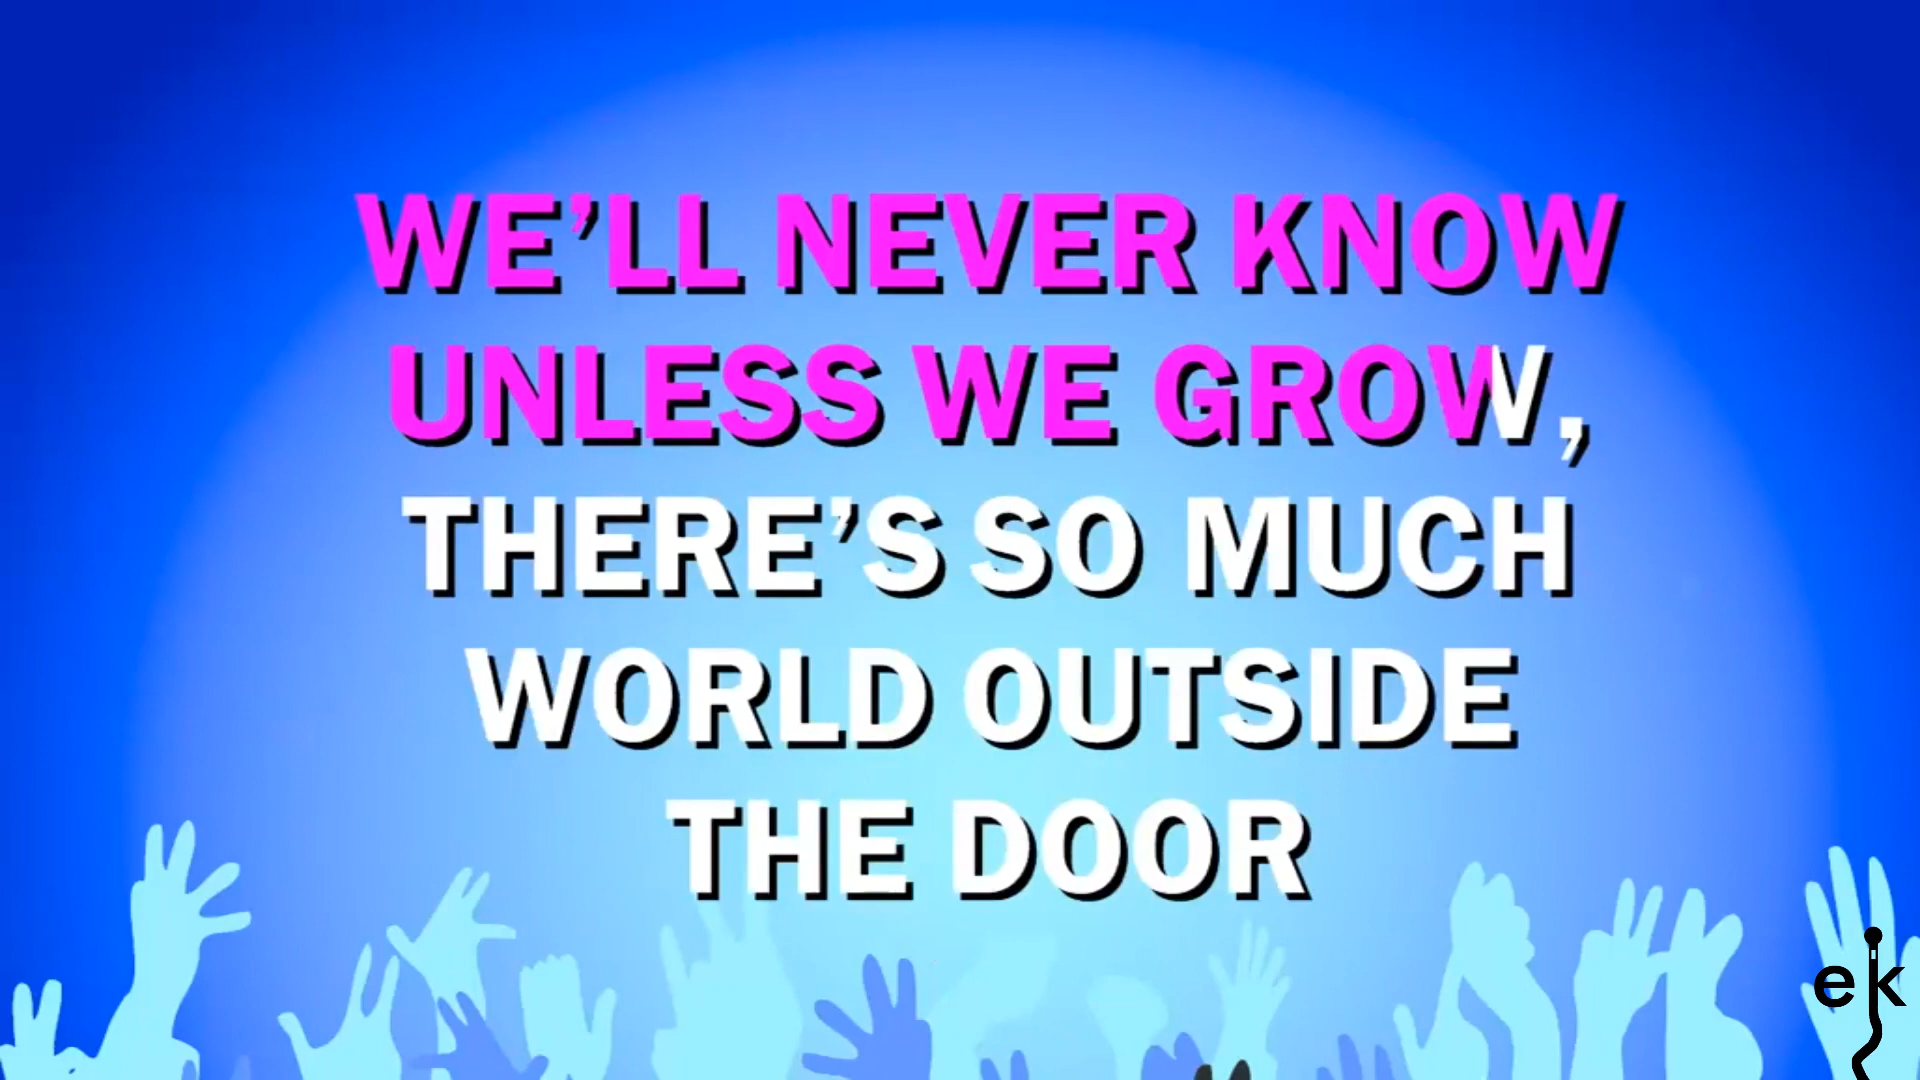 WE’LL NEVER KNOW
UNLESS WE GROW,
THERE’S SO MUCH
WORLD OUTSIDE
THE DOOR
ek